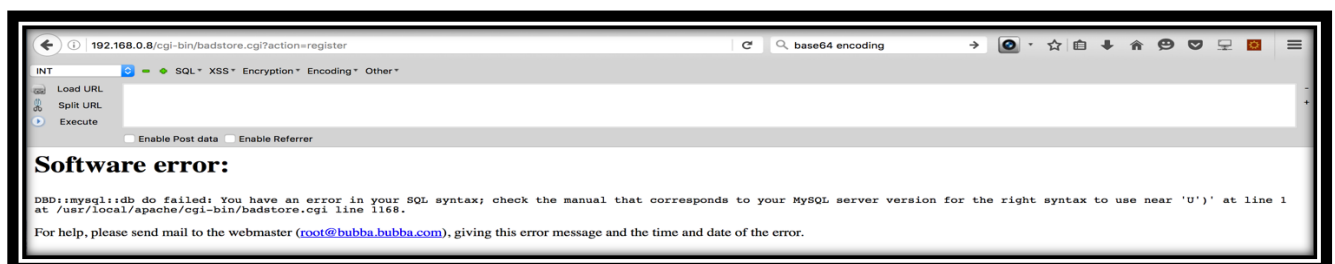 192.168.0.8/cgi-bin/badstore.cgi?action=register
base64 encoding
INT SQL XSS Encryption Encoding Other
Load URL
Split URL
Execute
Enable Post data Enable Referrer
Software error:
DBD::mysql::db do failed: You have an error in your SQL syntax; check the manual that corresponds to your MySQL server version for the right syntax to use near 'U')' at line 1
at /usr/local/apache/cgi-bin/badstore.cgi line 1168.
For help, please send mail to the webmaster (root@bubba.bubba.com), giving this error message and the time and date of the error.